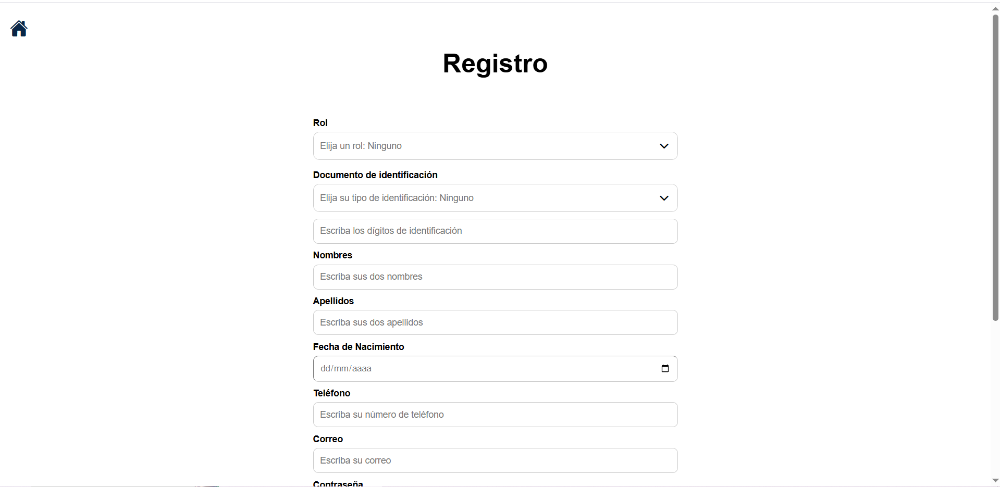 Registro
Rol
Elija un rol: Ninguno
Documento de identificación
Elija su tipo de identificación: Ninguno
Escriba los dígitos de identificación
Nombres
Escriba sus dos nombres
Apellidos
Escriba sus dos apellidos
Fecha de Nacimiento
dd/mm/aaaa
Teléfono
Escriba su número de teléfono
Correo
Escriba su correo
Contraseña